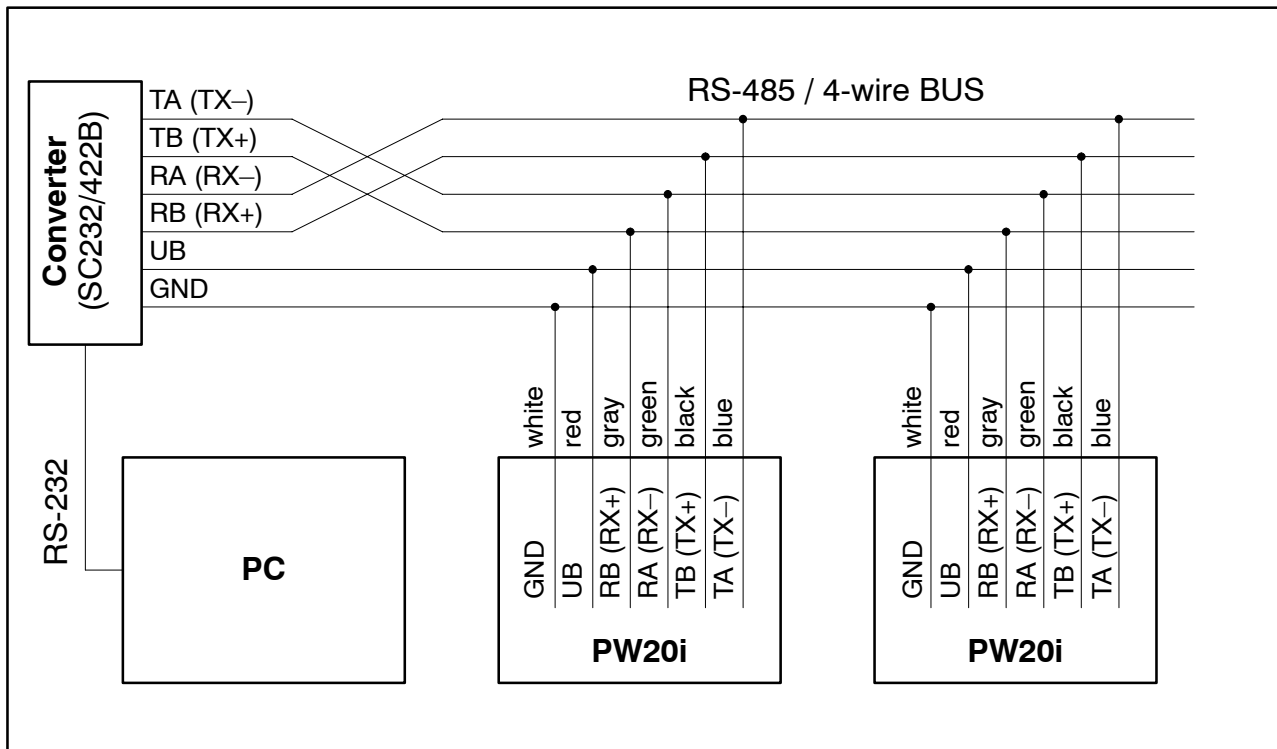 RS-485 / 4-wire BUS
Converter
(SC232/422B)
TA (TX–)
TB (TX+)
RA (RX–)
RB (RX+)
UB
GND
RS-232
PC
white
red
gray
green
black
blue
GND
UB
RB (RX+)
RA (RX–)
TB (TX+)
TA (TX–)
PW20i
white
red
gray
green
black
blue
GND
UB
RB (RX+)
RA (RX–)
TB (TX+)
TA (TX–)
PW20i